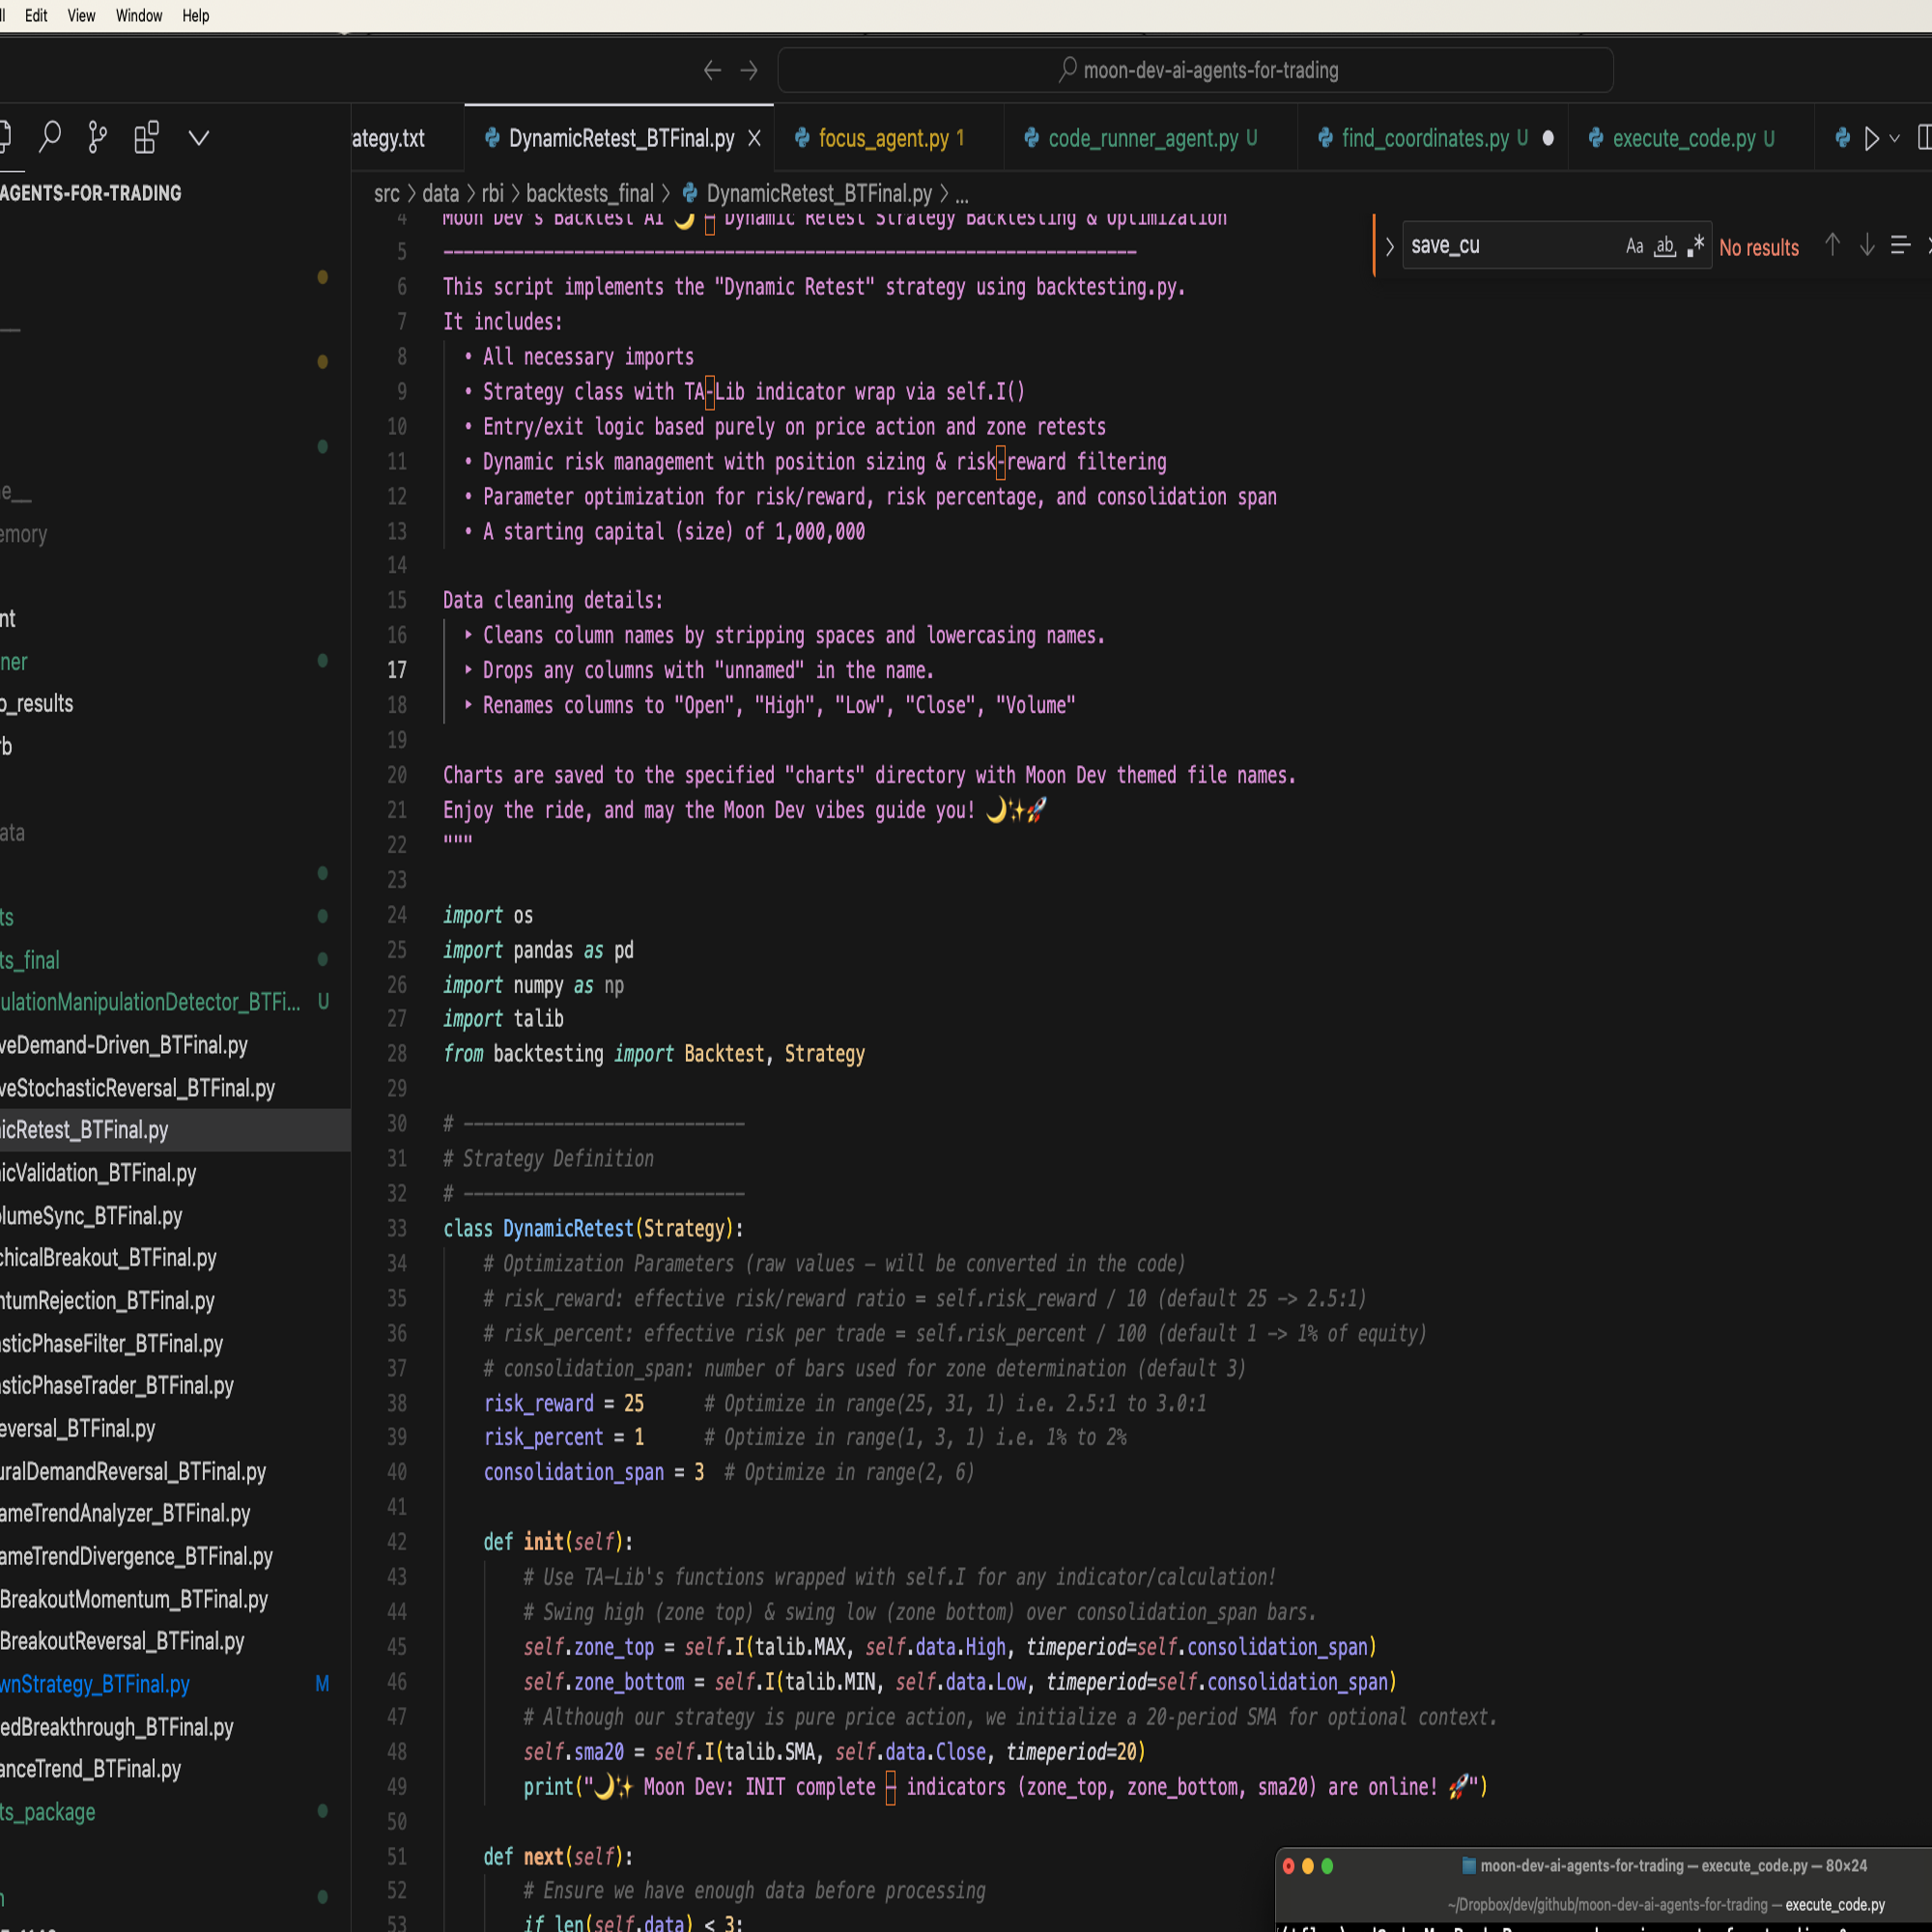 Edit View Window Help
moon-dev-ai-agents-for-trading
ategy.txt DynamicRetest_BTFinal.py focus_agent.py 1 code_runner_agent.py U find_coordinates.py U execute_code.py U
AGENTS-FOR-TRADING
src > data > rbi > backtests_final > DynamicRetest_BTFinal.py > ...
save_cu Aa ab .* No results
e__
emory
nt
ner
o_results
rb
ata
ts
ts_final
ulationManipulationDetector_BTFi... U
veDemand-Driven_BTFinal.py
veStochasticReversal_BTFinal.py
icRetest_BTFinal.py
icValidation_BTFinal.py
olumeSync_BTFinal.py
chicalBreakout_BTFinal.py
ntumRejection_BTFinal.py
asticPhaseFilter_BTFinal.py
asticPhaseTrader_BTFinal.py
eversal_BTFinal.py
uralDemandReversal_BTFinal.py
ameTrendAnalyzer_BTFinal.py
ameTrendDivergence_BTFinal.py
BreakoutMomentum_BTFinal.py
BreakoutReversal_BTFinal.py
wnStrategy_BTFinal.py M
edBreakthrough_BTFinal.py
anceTrend_BTFinal.py
ts_package
4 Moon Dev's Backtest AI 🌙 – Dynamic Retest Strategy Backtesting & Optimization
5 ─────────────────────────────────────────────────────────────────────
6 This script implements the "Dynamic Retest" strategy using backtesting.py.
7 It includes:
8 • All necessary imports
9 • Strategy class with TA‑Lib indicator wrap via self.I()
10 • Entry/exit logic based purely on price action and zone retests
11 • Dynamic risk management with position sizing & risk‑reward filtering
12 • Parameter optimization for risk/reward, risk percentage, and consolidation span
13 • A starting capital (size) of 1,000,000
14
15 Data cleaning details:
16 ‣ Cleans column names by stripping spaces and lowercasing names.
17 ‣ Drops any columns with "unnamed" in the name.
18 ‣ Renames columns to "Open", "High", "Low", "Close", "Volume"
19
20 Charts are saved to the specified "charts" directory with Moon Dev themed file names.
21 Enjoy the ride, and may the Moon Dev vibes guide you! 🌙✨🚀
22 """
23
24 import os
25 import pandas as pd
26 import numpy as np
27 import talib
28 from backtesting import Backtest, Strategy
29
30 # ────────────────────────────
31 # Strategy Definition
32 # ────────────────────────────
33 class DynamicRetest(Strategy):
34 # Optimization Parameters (raw values — will be converted in the code)
35 # risk_reward: effective risk/reward ratio = self.risk_reward / 10 (default 25 -> 2.5:1)
36 # risk_percent: effective risk per trade = self.risk_percent / 100 (default 1 -> 1% of equity)
37 # consolidation_span: number of bars used for zone determination (default 3)
38 risk_reward = 25 # Optimize in range(25, 31, 1) i.e. 2.5:1 to 3.0:1
39 risk_percent = 1 # Optimize in range(1, 3, 1) i.e. 1% to 2%
40 consolidation_span = 3 # Optimize in range(2, 6)
41
42 def init(self):
43 # Use TA-Lib's functions wrapped with self.I for any indicator/calculation!
44 # Swing high (zone top) & swing low (zone bottom) over consolidation_span bars.
45 self.zone_top = self.I(talib.MAX, self.data.High, timeperiod=self.consolidation_span)
46 self.zone_bottom = self.I(talib.MIN, self.data.Low, timeperiod=self.consolidation_span)
47 # Although our strategy is pure price action, we initialize a 20-period SMA for optional context.
48 self.sma20 = self.I(talib.SMA, self.data.Close, timeperiod=20)
49 print("🌙✨ Moon Dev: INIT complete – indicators (zone_top, zone_bottom, sma20) are online! 🚀")
50
51 def next(self):
52 # Ensure we have enough data before processing
53 if len(self.data) < 3:
moon-dev-ai-agents-for-trading — execute_code.py — 80×24
~/Dropbox/dev/github/moon-dev-ai-agents-for-trading — execute_code.py